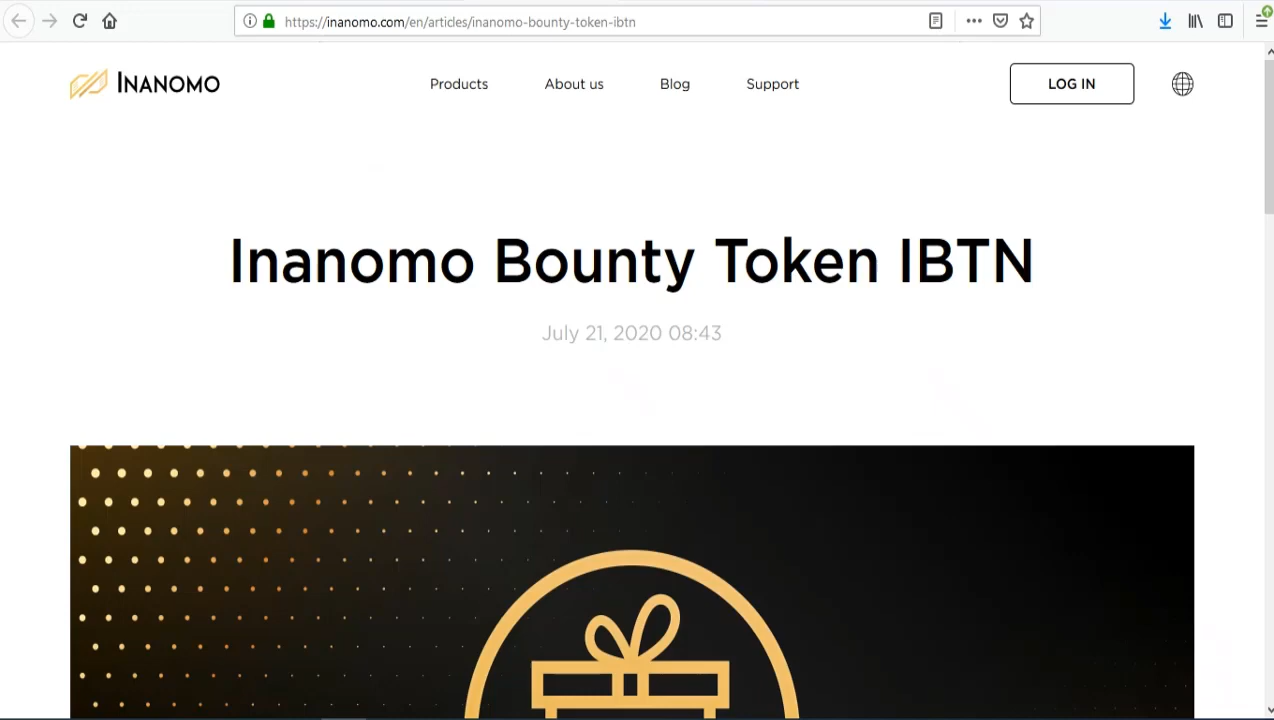 https://inanomo.com/en/articles/inanomo-bounty-token-ibtn
INANOMO
Products
About us
Blog
Support
LOG IN
Inanomo Bounty Token IBTN
July 21, 2020 08:43